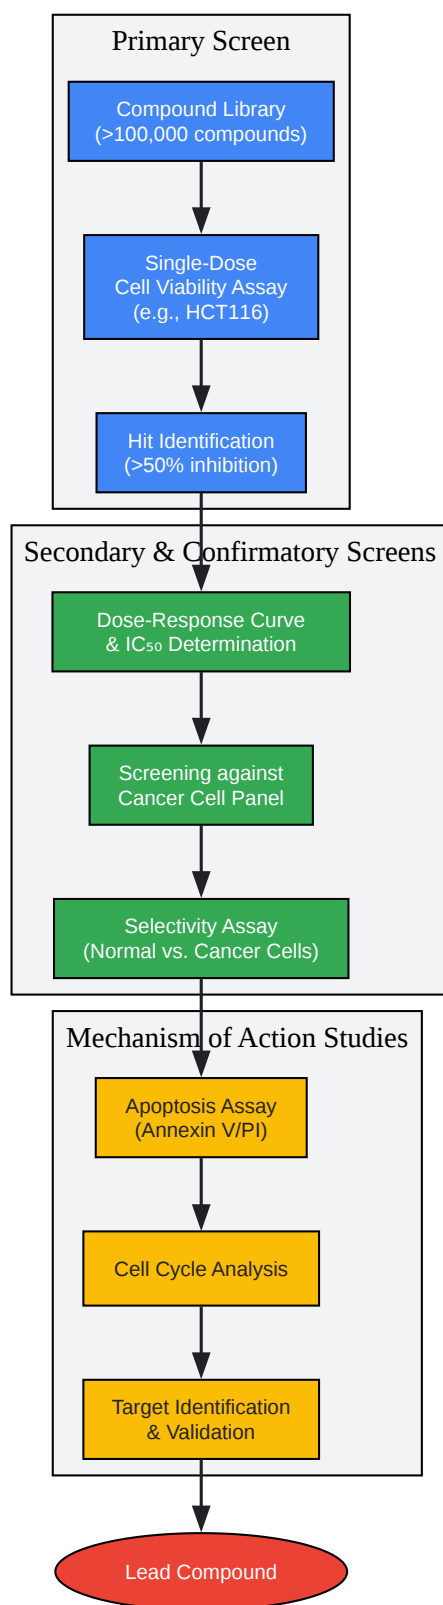 Primary Screen
Compound Library
(>100,000 compounds)
Single-Dose
Cell Viability Assay
(e.g., HCT116)
Hit Identification
(>50% inhibition)
Secondary & Confirmatory Screens
Dose-Response Curve
& IC₅₀ Determination
Screening against
Cancer Cell Panel
Selectivity Assay
(Normal vs. Cancer Cells)
Mechanism of Action Studies
Apoptosis Assay
(Annexin V/PI)
Cell Cycle Analysis
Target Identification
& Validation
Lead Compound